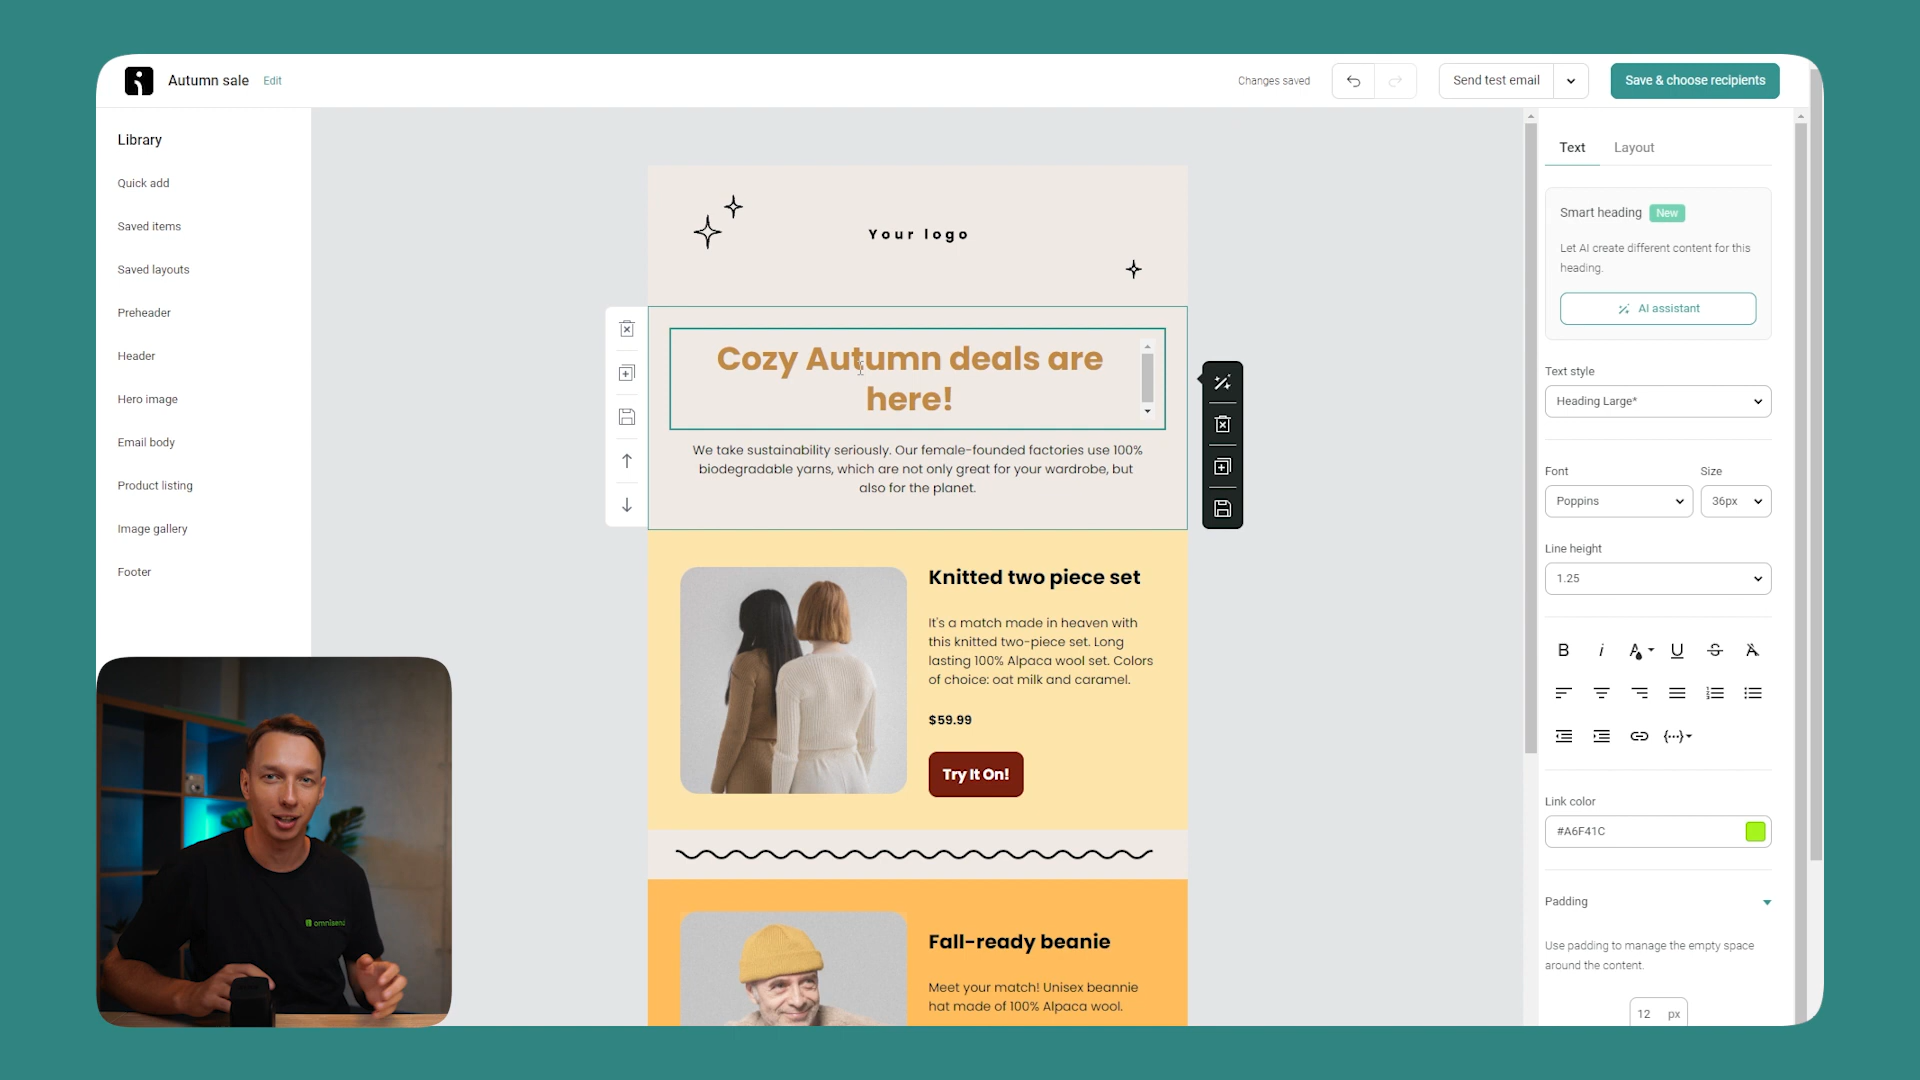 Autumn sale
Edit
Changes saved
Send test email
Save & choose recipients
Library
Quick add
Saved items
Saved layouts
Preheader
Header
Hero image
Email body
Product listing
Image gallery
Footer
Your logo
Cozy Autumn deals are
here!
We take sustainability seriously. Our female-founded factories use 100%
biodegradable yarns, which are not only great for your wardrobe, but
also for the planet.
Knitted two piece set
It's a match made in heaven with
this knitted two-piece set. Long
lasting 100% Alpaca wool set. Colors
of choice: oat milk and caramel.
$59.99
Try It On!
Fall-ready beanie
Meet your match! Unisex beannie
hat made of 100% Alpaca wool.
Text
Layout
Smart heading
New
Let AI create different content for this
heading.
AI assistant
Text style
Heading Large*
Font
Size
Poppins
36px
Line height
1.25
Link color
#A6F41C
Padding
Use padding to manage the empty space
around the content.
12 px
omnisend